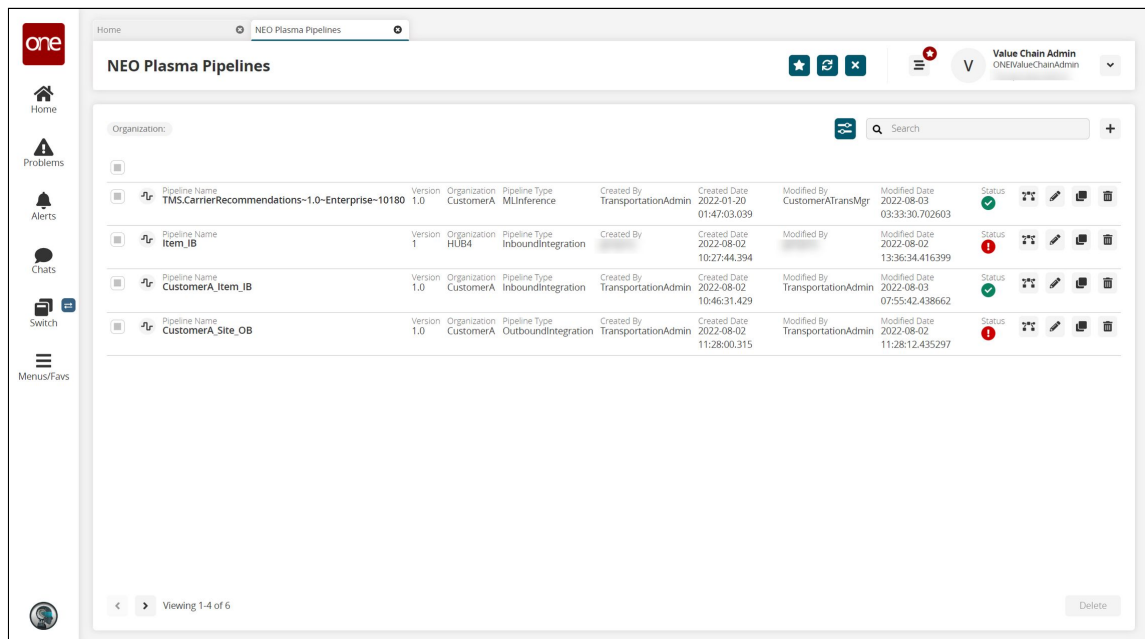 one
Home
Problems
Alerts
Chats
Switch
Menus/Favs
Home NEO Plasma Pipelines
NEO Plasma Pipelines
V
Value Chain Admin
ONEIValueChainAdmin
Organization:
Search
Pipeline Name Version Organization Pipeline Type Created By Created Date Modified By Modified Date Status
TMS.CarrierRecommendations~1.0~Enterprise~10180 1.0 CustomerA MLInference TransportationAdmin 2022-01-20 CustomerATransMgr 2022-08-03
01:47:03.039 03:33:30.702603
Pipeline Name Version Organization Pipeline Type Created By Created Date Modified By Modified Date Status
Item_IB 1 HUB4 InboundIntegration 2022-08-02 2022-08-02
10:27:44.394 13:36:34.416399
Pipeline Name Version Organization Pipeline Type Created By Created Date Modified By Modified Date Status
CustomerA_Item_IB 1.0 CustomerA InboundIntegration TransportationAdmin 2022-08-02 TransportationAdmin 2022-08-03
10:46:31.429 07:55:42.438662
Pipeline Name Version Organization Pipeline Type Created By Created Date Modified By Modified Date Status
CustomerA_Site_OB 1.0 CustomerA OutboundIntegration TransportationAdmin 2022-08-02 TransportationAdmin 2022-08-02
11:28:00.315 11:28:12.435297
Viewing 1-4 of 6
Delete